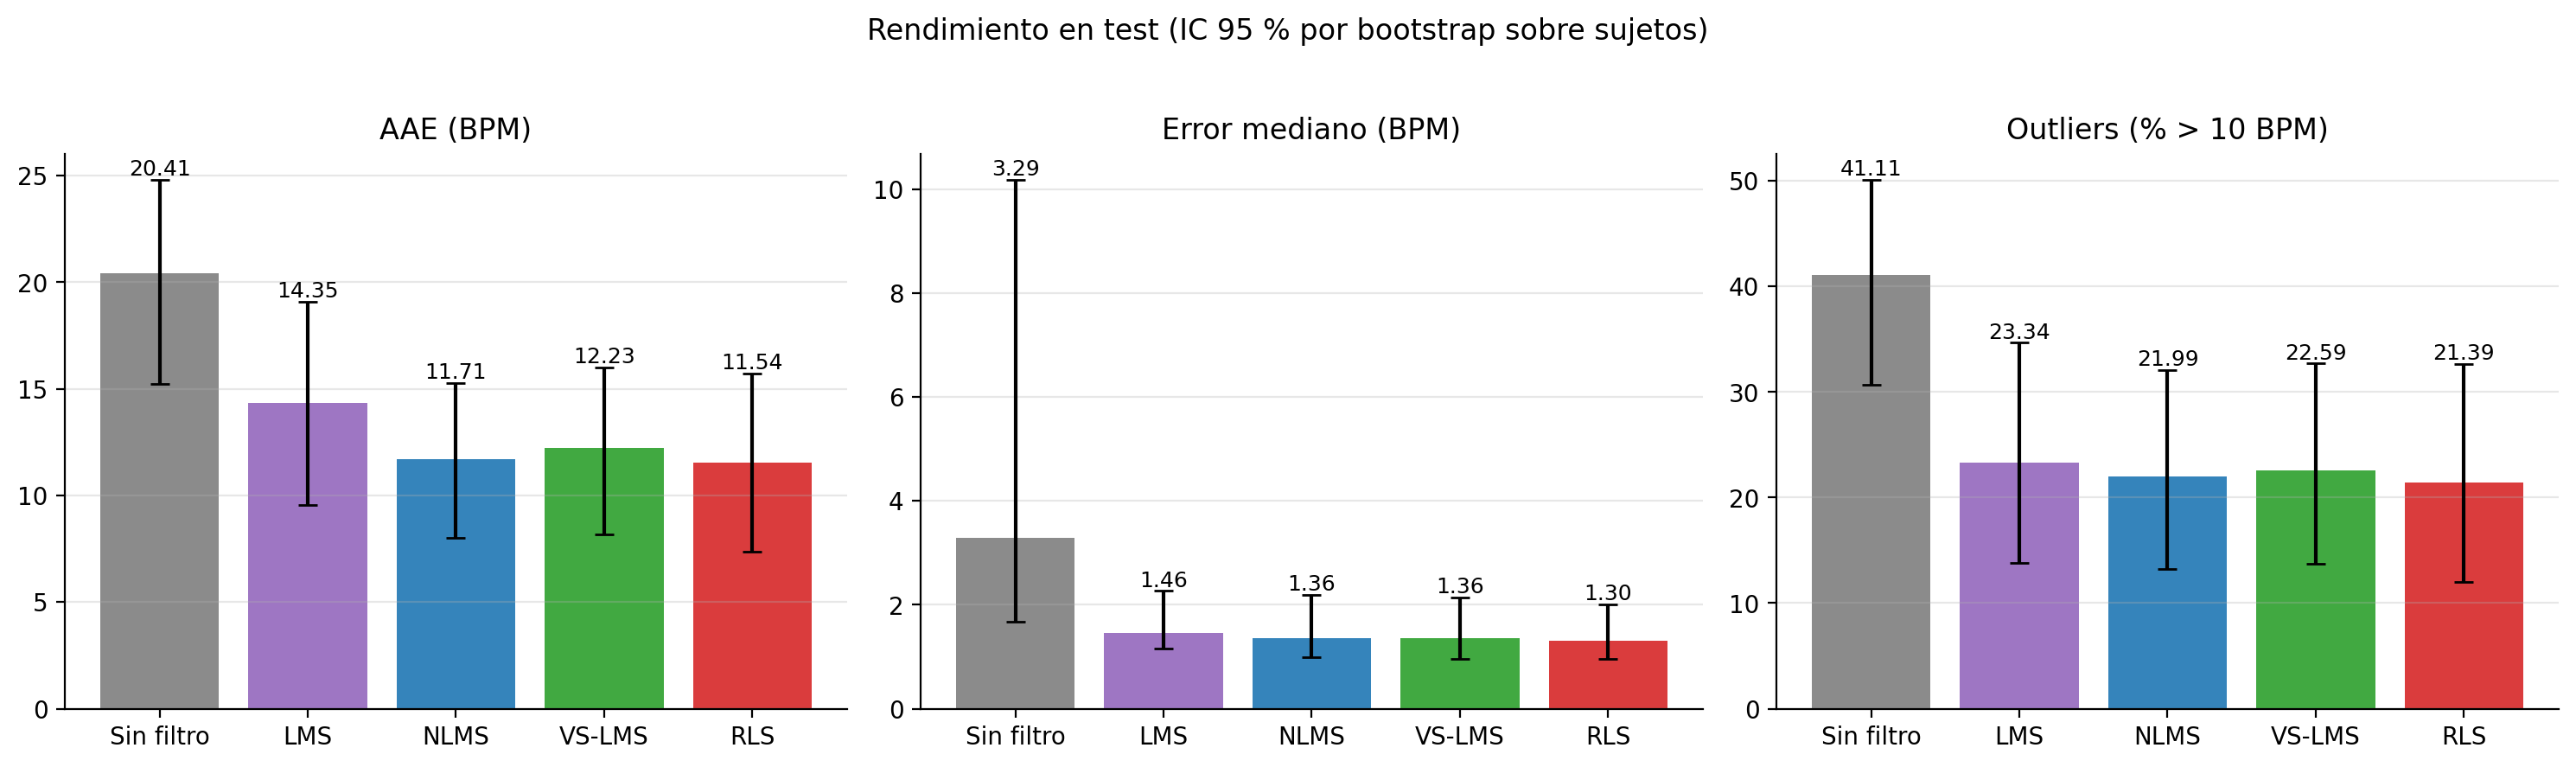 Rendimiento en test (IC 95 % por bootstrap sobre sujetos)
AAE (BPM)
25
20
15
10
5
0
20.41
14.35
11.71
12.23
11.54
Sin filtro
LMS
NLMS
VS-LMS
RLS
Error mediano (BPM)
10
8
6
4
2
0
3.29
1.46
1.36
1.36
1.30
Sin filtro
LMS
NLMS
VS-LMS
RLS
Outliers (% > 10 BPM)
50
40
30
20
10
0
41.11
23.34
21.99
22.59
21.39
Sin filtro
LMS
NLMS
VS-LMS
RLS